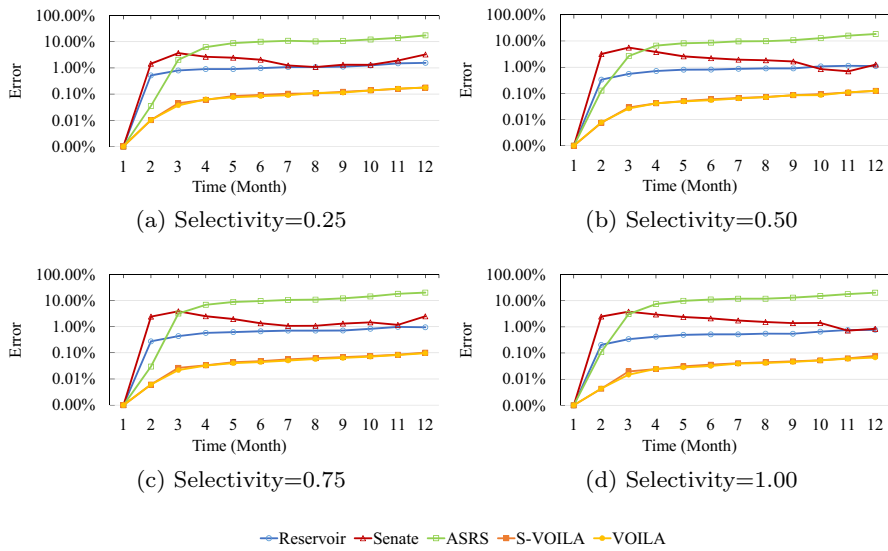 100.00%
10.00%
1.00%
0.10%
0.01%
0.00%
Error
1 2 3 4 5 6 7 8 9 10 11 12
Time (Month)
(a) Selectivity=0.25
100.00%
10.00%
1.00%
0.10%
0.01%
0.00%
Error
1 2 3 4 5 6 7 8 9 10 11 12
Time (Month)
(b) Selectivity=0.50
100.00%
10.00%
1.00%
0.10%
0.01%
0.00%
Error
1 2 3 4 5 6 7 8 9 10 11 12
Time (Month)
(c) Selectivity=0.75
100.00%
10.00%
1.00%
0.10%
0.01%
0.00%
Error
1 2 3 4 5 6 7 8 9 10 11 12
Time (Month)
(d) Selectivity=1.00
Reservoir Senate ASRS S-VOILA VOILA